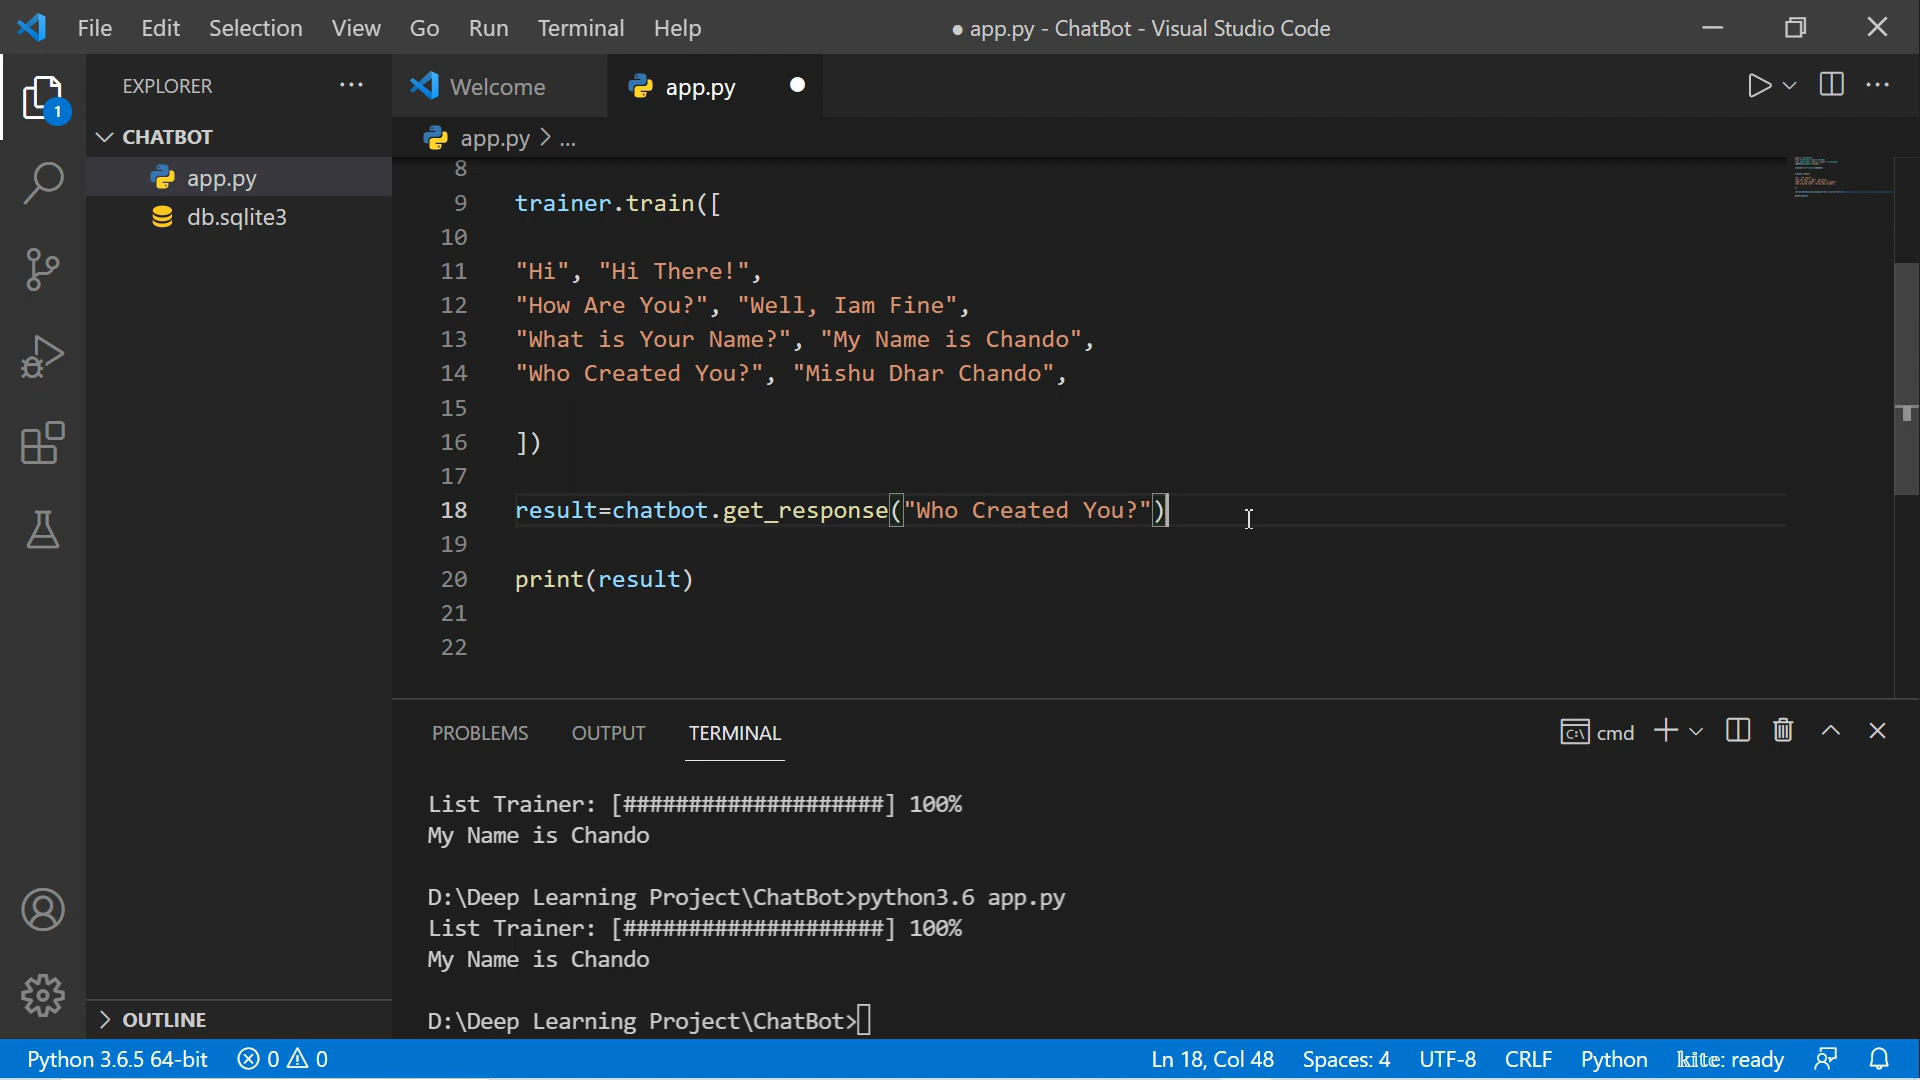 File Edit Selection View Go Run Terminal Help
● app.py - ChatBot - Visual Studio Code
EXPLORER
1
CHATBOT
app.py
db.sqlite3
OUTLINE
Welcome
app.py
app.py > ...
8
9 trainer.train([
10
11 "Hi", "Hi There!",
12 "How Are You?", "Well, Iam Fine",
13 "What is Your Name?", "My Name is Chando",
14 "Who Created You?", "Mishu Dhar Chando",
15
16 ])
17
18 result=chatbot.get_response("Who Created You?")
19
20 print(result)
21
22
PROBLEMS OUTPUT TERMINAL
cmd
List Trainer: [####################] 100%
My Name is Chando
D:\Deep Learning Project\ChatBot>python3.6 app.py
List Trainer: [####################] 100%
My Name is Chando
D:\Deep Learning Project\ChatBot>
Python 3.6.5 64-bit 0 0 Ln 18, Col 48 Spaces: 4 UTF-8 CRLF Python kite: ready